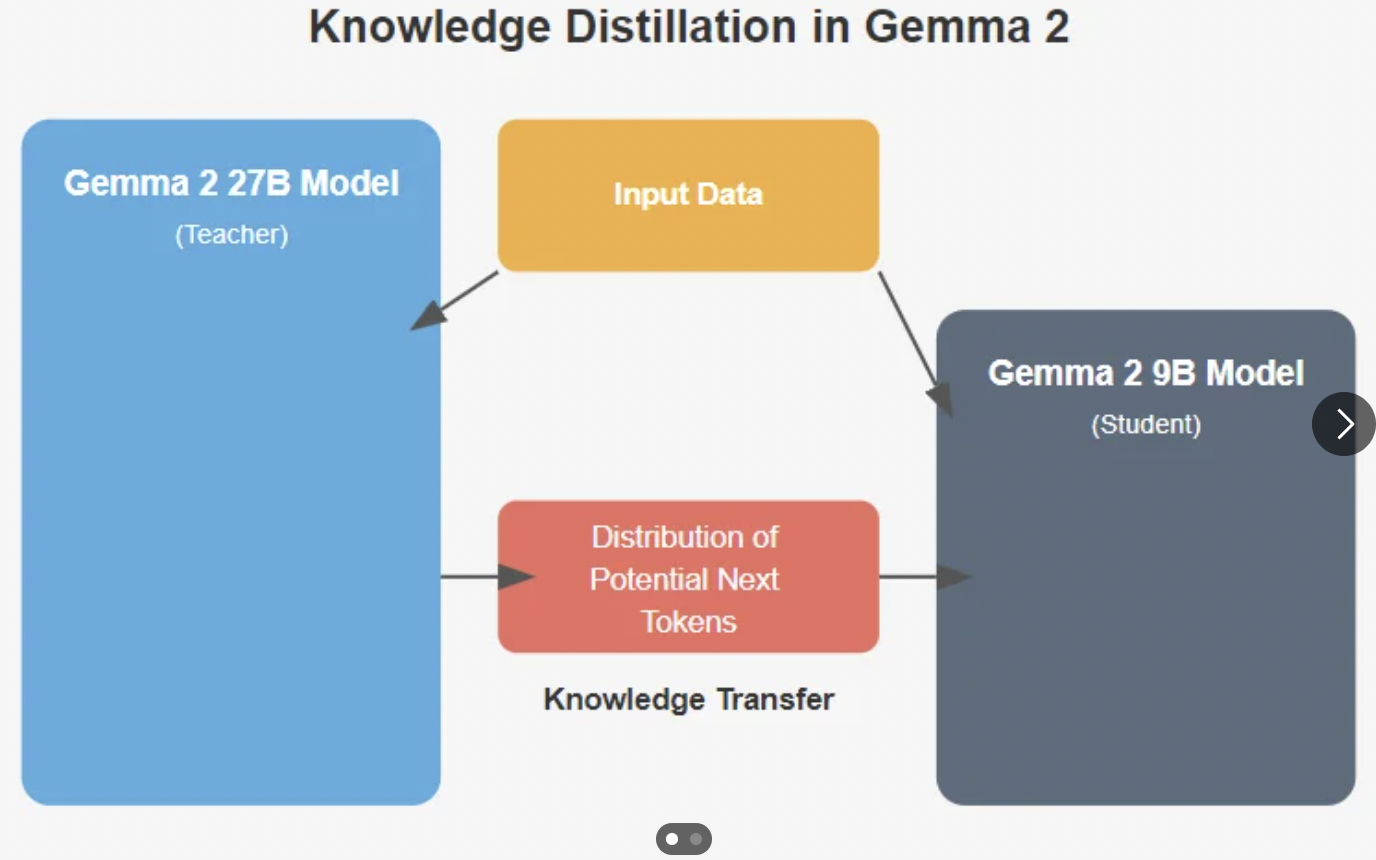 Knowledge Distillation in Gemma 2
Gemma 2 27B Model
(Teacher)
Input Data
Gemma 2 9B Model
(Student)
Distribution of
Potential Next
Tokens
Knowledge Transfer